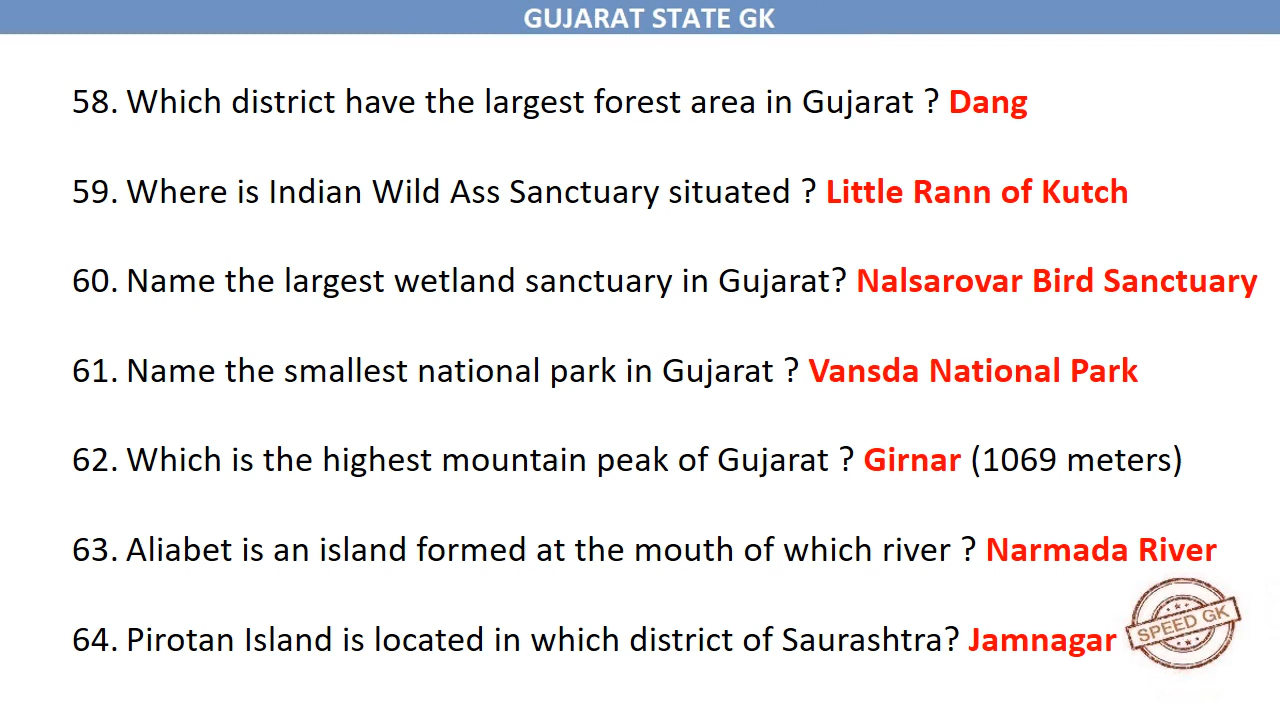 GUJARAT STATE GK
58. Which district have the largest forest area in Gujarat ? Dang
59. Where is Indian Wild Ass Sanctuary situated ? Little Rann of Kutch
60. Name the largest wetland sanctuary in Gujarat? Nalsarovar Bird Sanctuary
61. Name the smallest national park in Gujarat ? Vansda National Park
62. Which is the highest mountain peak of Gujarat ? Girnar (1069 meters)
63. Aliabet is an island formed at the mouth of which river ? Narmada River
64. Pirotan Island is located in which district of Saurashtra? Jamnagar
SPEED GK